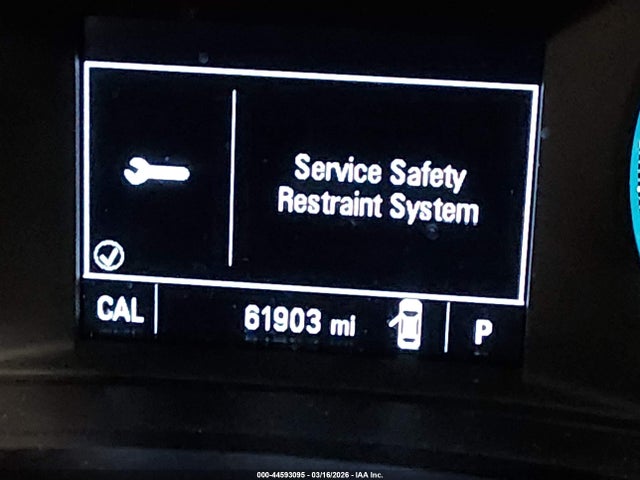 Service Safety
Restraint System
CAL
61903 mi
P
000-44593095 - 03/16/2026 - IAA Inc.